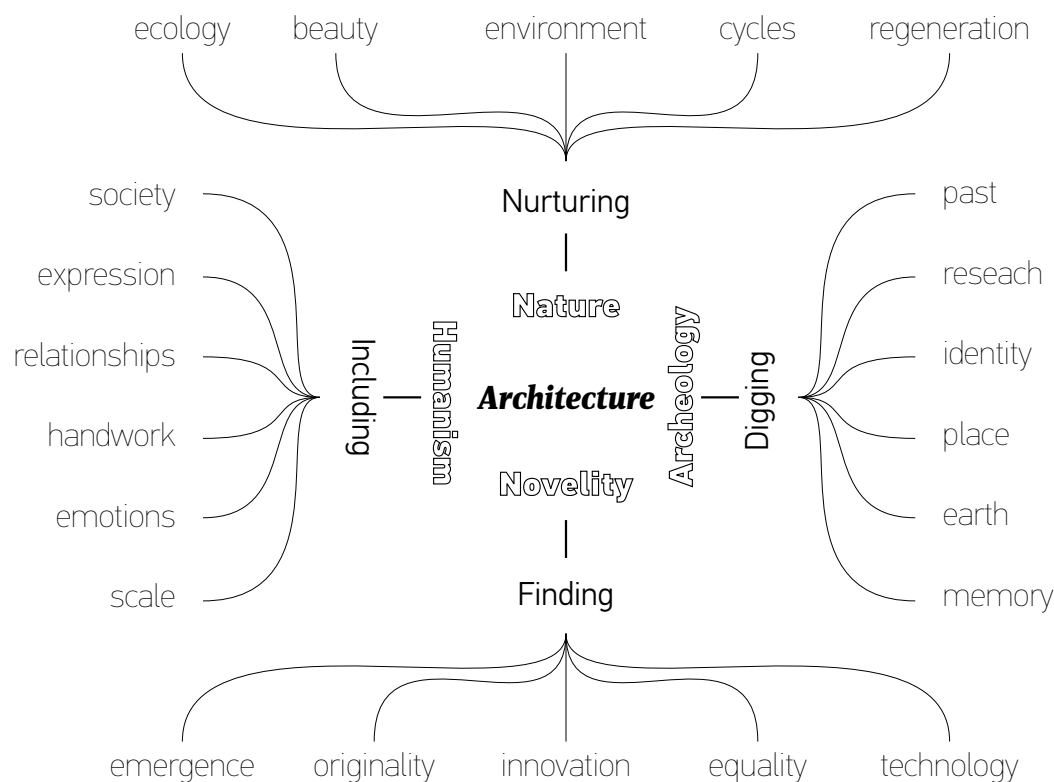 ecology
beauty
environment
cycles
regeneration
Nurturing
Nature
society
expression
relationships
handwork
emotions
scale
Including
Humanism
Architecture
Archeology
Digging
past
reseach
identity
place
earth
memory
Novelity
Finding
emergence
originality
innovation
equality
technology